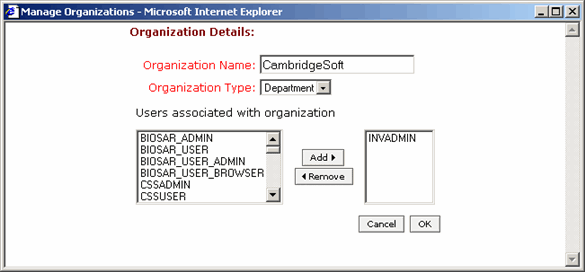 Manage Organizations - Microsoft Internet Explorer
Organization Details:
Organization Name: CambridgeSoft
Organization Type: Department
Users associated with organization
BIOSAR_ADMIN
BIOSAR_USER
BIOSAR_USER_ADMIN
BIOSAR_USER_BROWSER
CSSADMIN
CSSUSER
Add
Remove
INVADMIN
Cancel OK